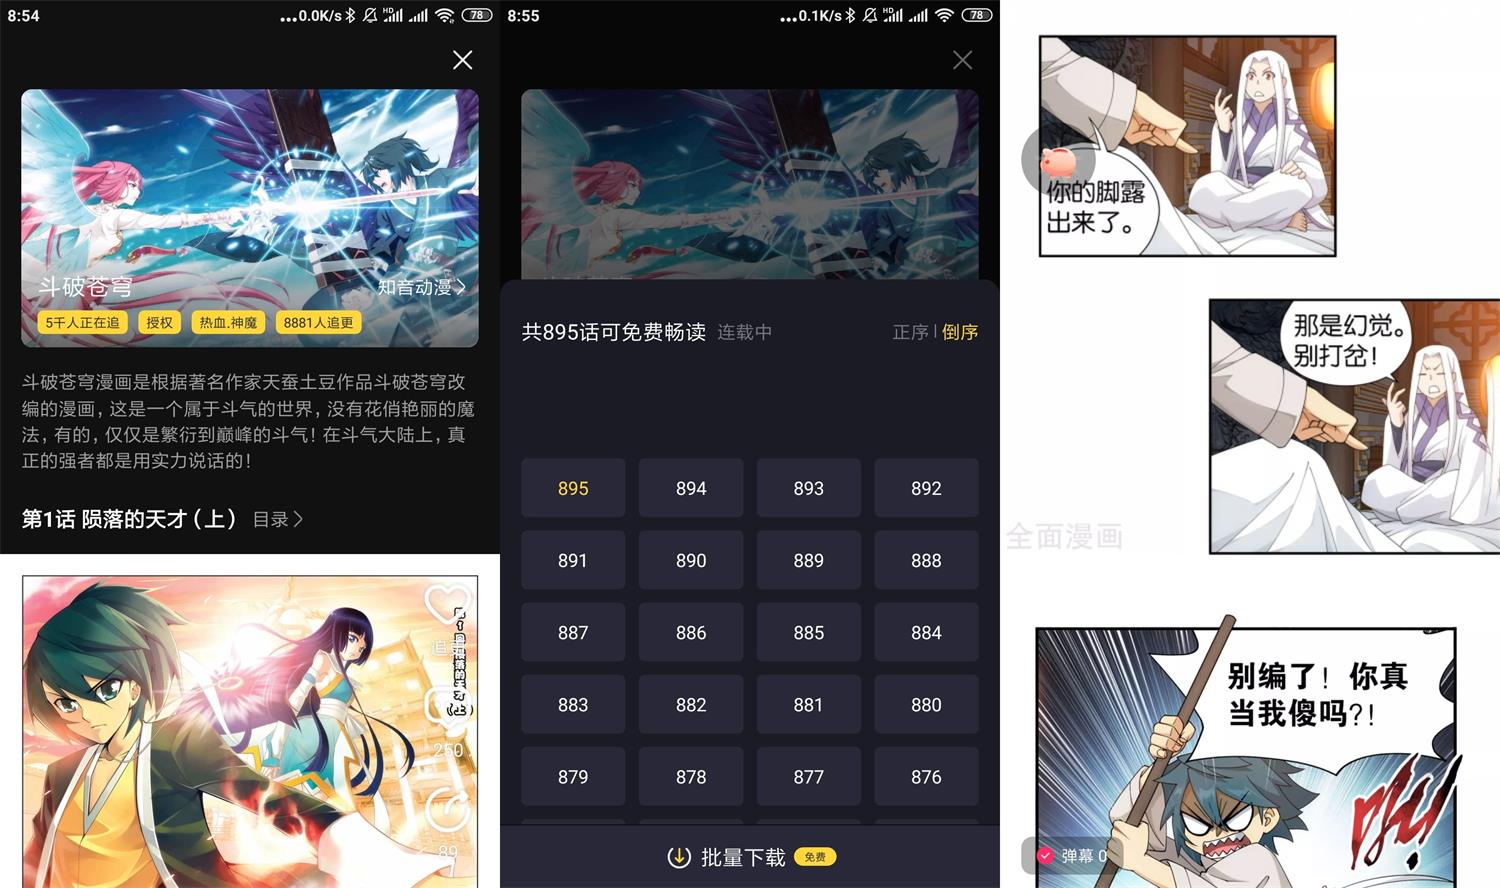 8:54
0.0K/s
HD
78
斗破苍穹
知音动漫
5千人正在追
授权
热血.神魔
8881人追更
斗破苍穹漫画是根据著名作家天蚕土豆作品斗破苍穹改
编的漫画，这是一个属于斗气的世界，没有花俏艳丽的魔
法，有的，仅仅是繁衍到巅峰的斗气！在斗气大陆上，真
正的强者都是用实力说话的！
第1话 陨落的天才（上） 目录
追
250
89
8:55
0.1K/s
HD
78
共895话可免费畅读 连载中
正序 | 倒序
895 894 893 892
891 890 889 888
887 886 885 884
883 882 881 880
879 878 877 876
批量下载 免费
你的脚露
出来了。
那是幻觉。
别打岔！
全面漫画
别编了！你真
当我傻吗?!
弹幕 0